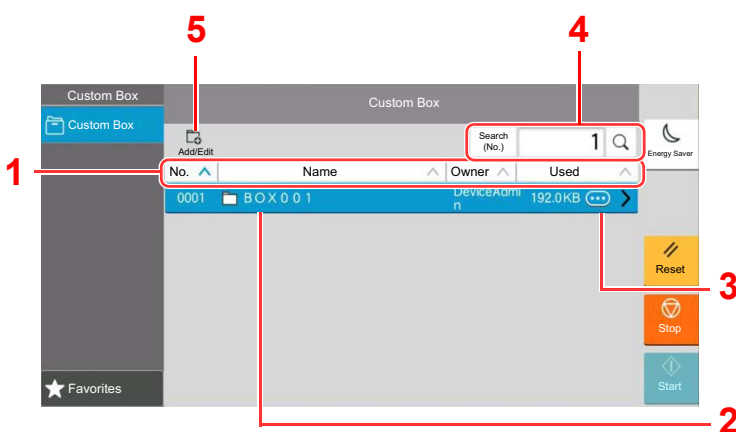 5
4
Custom Box
Custom Box
Custom Box
Add/Edit
Search
(No.)
1
Energy Saver
1
No.
Name
Owner
Used
0001
BOX001
DeviceAdmi
n
192.0KB
Reset
3
Stop
Favorites
Start
2